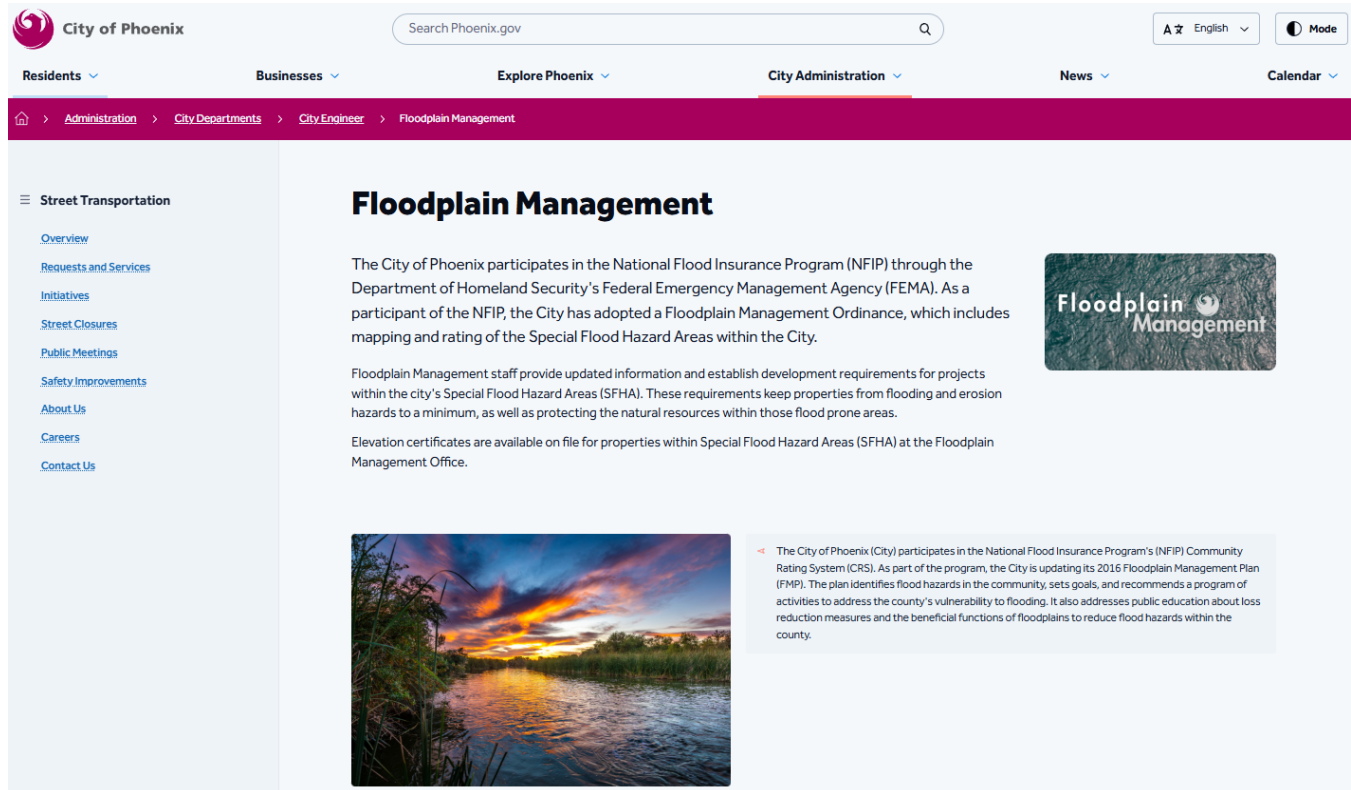 City of Phoenix
Search Phoenix.gov
English
Mode
Residents
Businesses
Explore Phoenix
City Administration
News
Calendar
Administration
City Departments
City Engineer
Floodplain Management
Street Transportation
Overview
Requests and Services
Initiatives
Street Closures
Public Meetings
Safety Improvements
About Us
Careers
Contact Us
Floodplain Management
The City of Phoenix participates in the National Flood Insurance Program (NFIP) through the
Department of Homeland Security's Federal Emergency Management Agency (FEMA). As a
participant of the NFIP, the City has adopted a Floodplain Management Ordinance, which includes
mapping and rating of the Special Flood Hazard Areas within the City.
Floodplain Management staff provide updated information and establish development requirements for projects
within the city's Special Flood Hazard Areas (SFHA). These requirements keep properties from flooding and erosion
hazards to a minimum, as well as protecting the natural resources within those flood prone areas.
Elevation certificates are available on file for properties within Special Flood Hazard Areas (SFHA) at the Floodplain
Management Office.
Floodplain
Management
The City of Phoenix (City) participates in the National Flood Insurance Program's (NFIP) Community
Rating System (CRS). As part of the program, the City is updating its 2016 Floodplain Management Plan
(FMP). The plan identifies flood hazards in the community, sets goals, and recommends a program of
activities to address the county's vulnerability to flooding. It also addresses public education about loss
reduction measures and the beneficial functions of floodplains to reduce flood hazards within the
county.